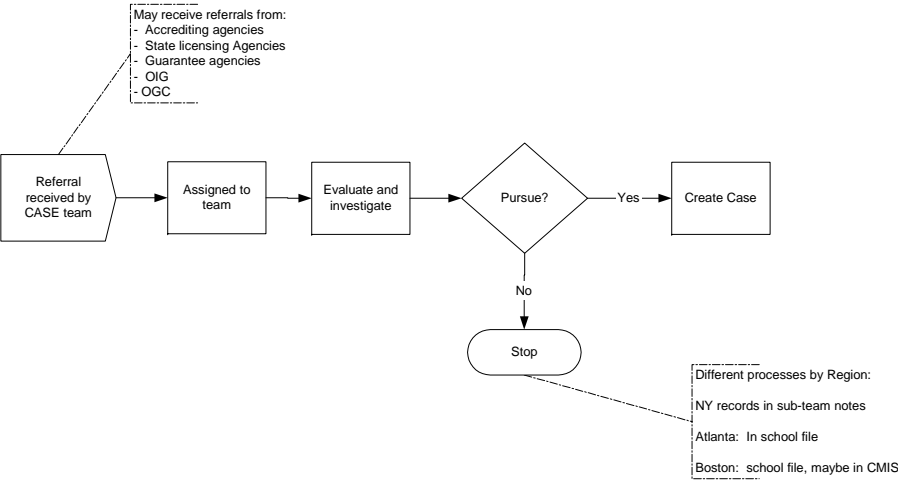 May receive referrals from:
- Accrediting agencies
- State licensing Agencies
- Guarantee agencies
- OIG
- OGC
Referral
received by
CASE team
Assigned to
team
Evaluate and
investigate
Pursue?
Yes
Create Case
No
Stop
Different processes by Region:
NY records in sub-team notes
Atlanta: In school file
Boston: school file, maybe in CMIS